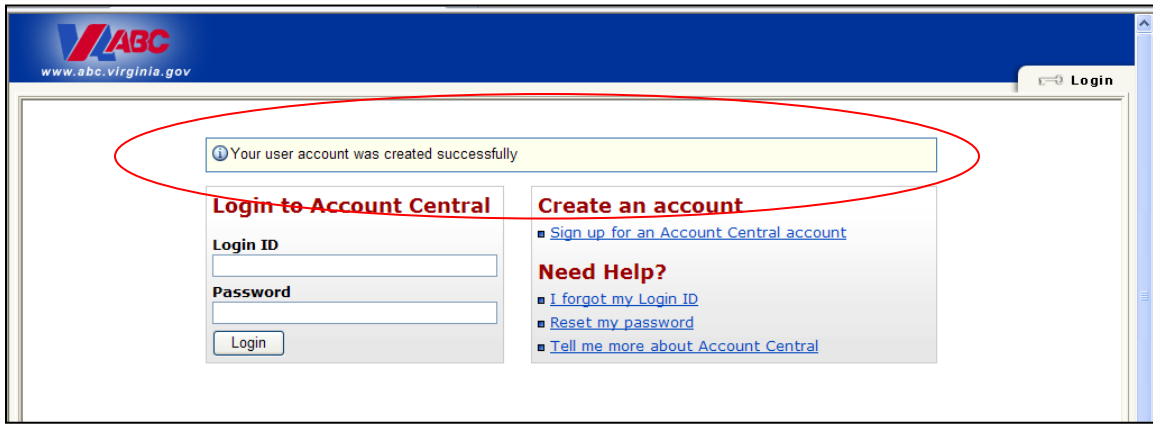 VA ABC
www.abc.virginia.gov
Login
Your user account was created successfully
Login to Account Central
Login ID
Password
Login
Create an account
Sign up for an Account Central account
Need Help?
I forgot my Login ID
Reset my password
Tell me more about Account Central